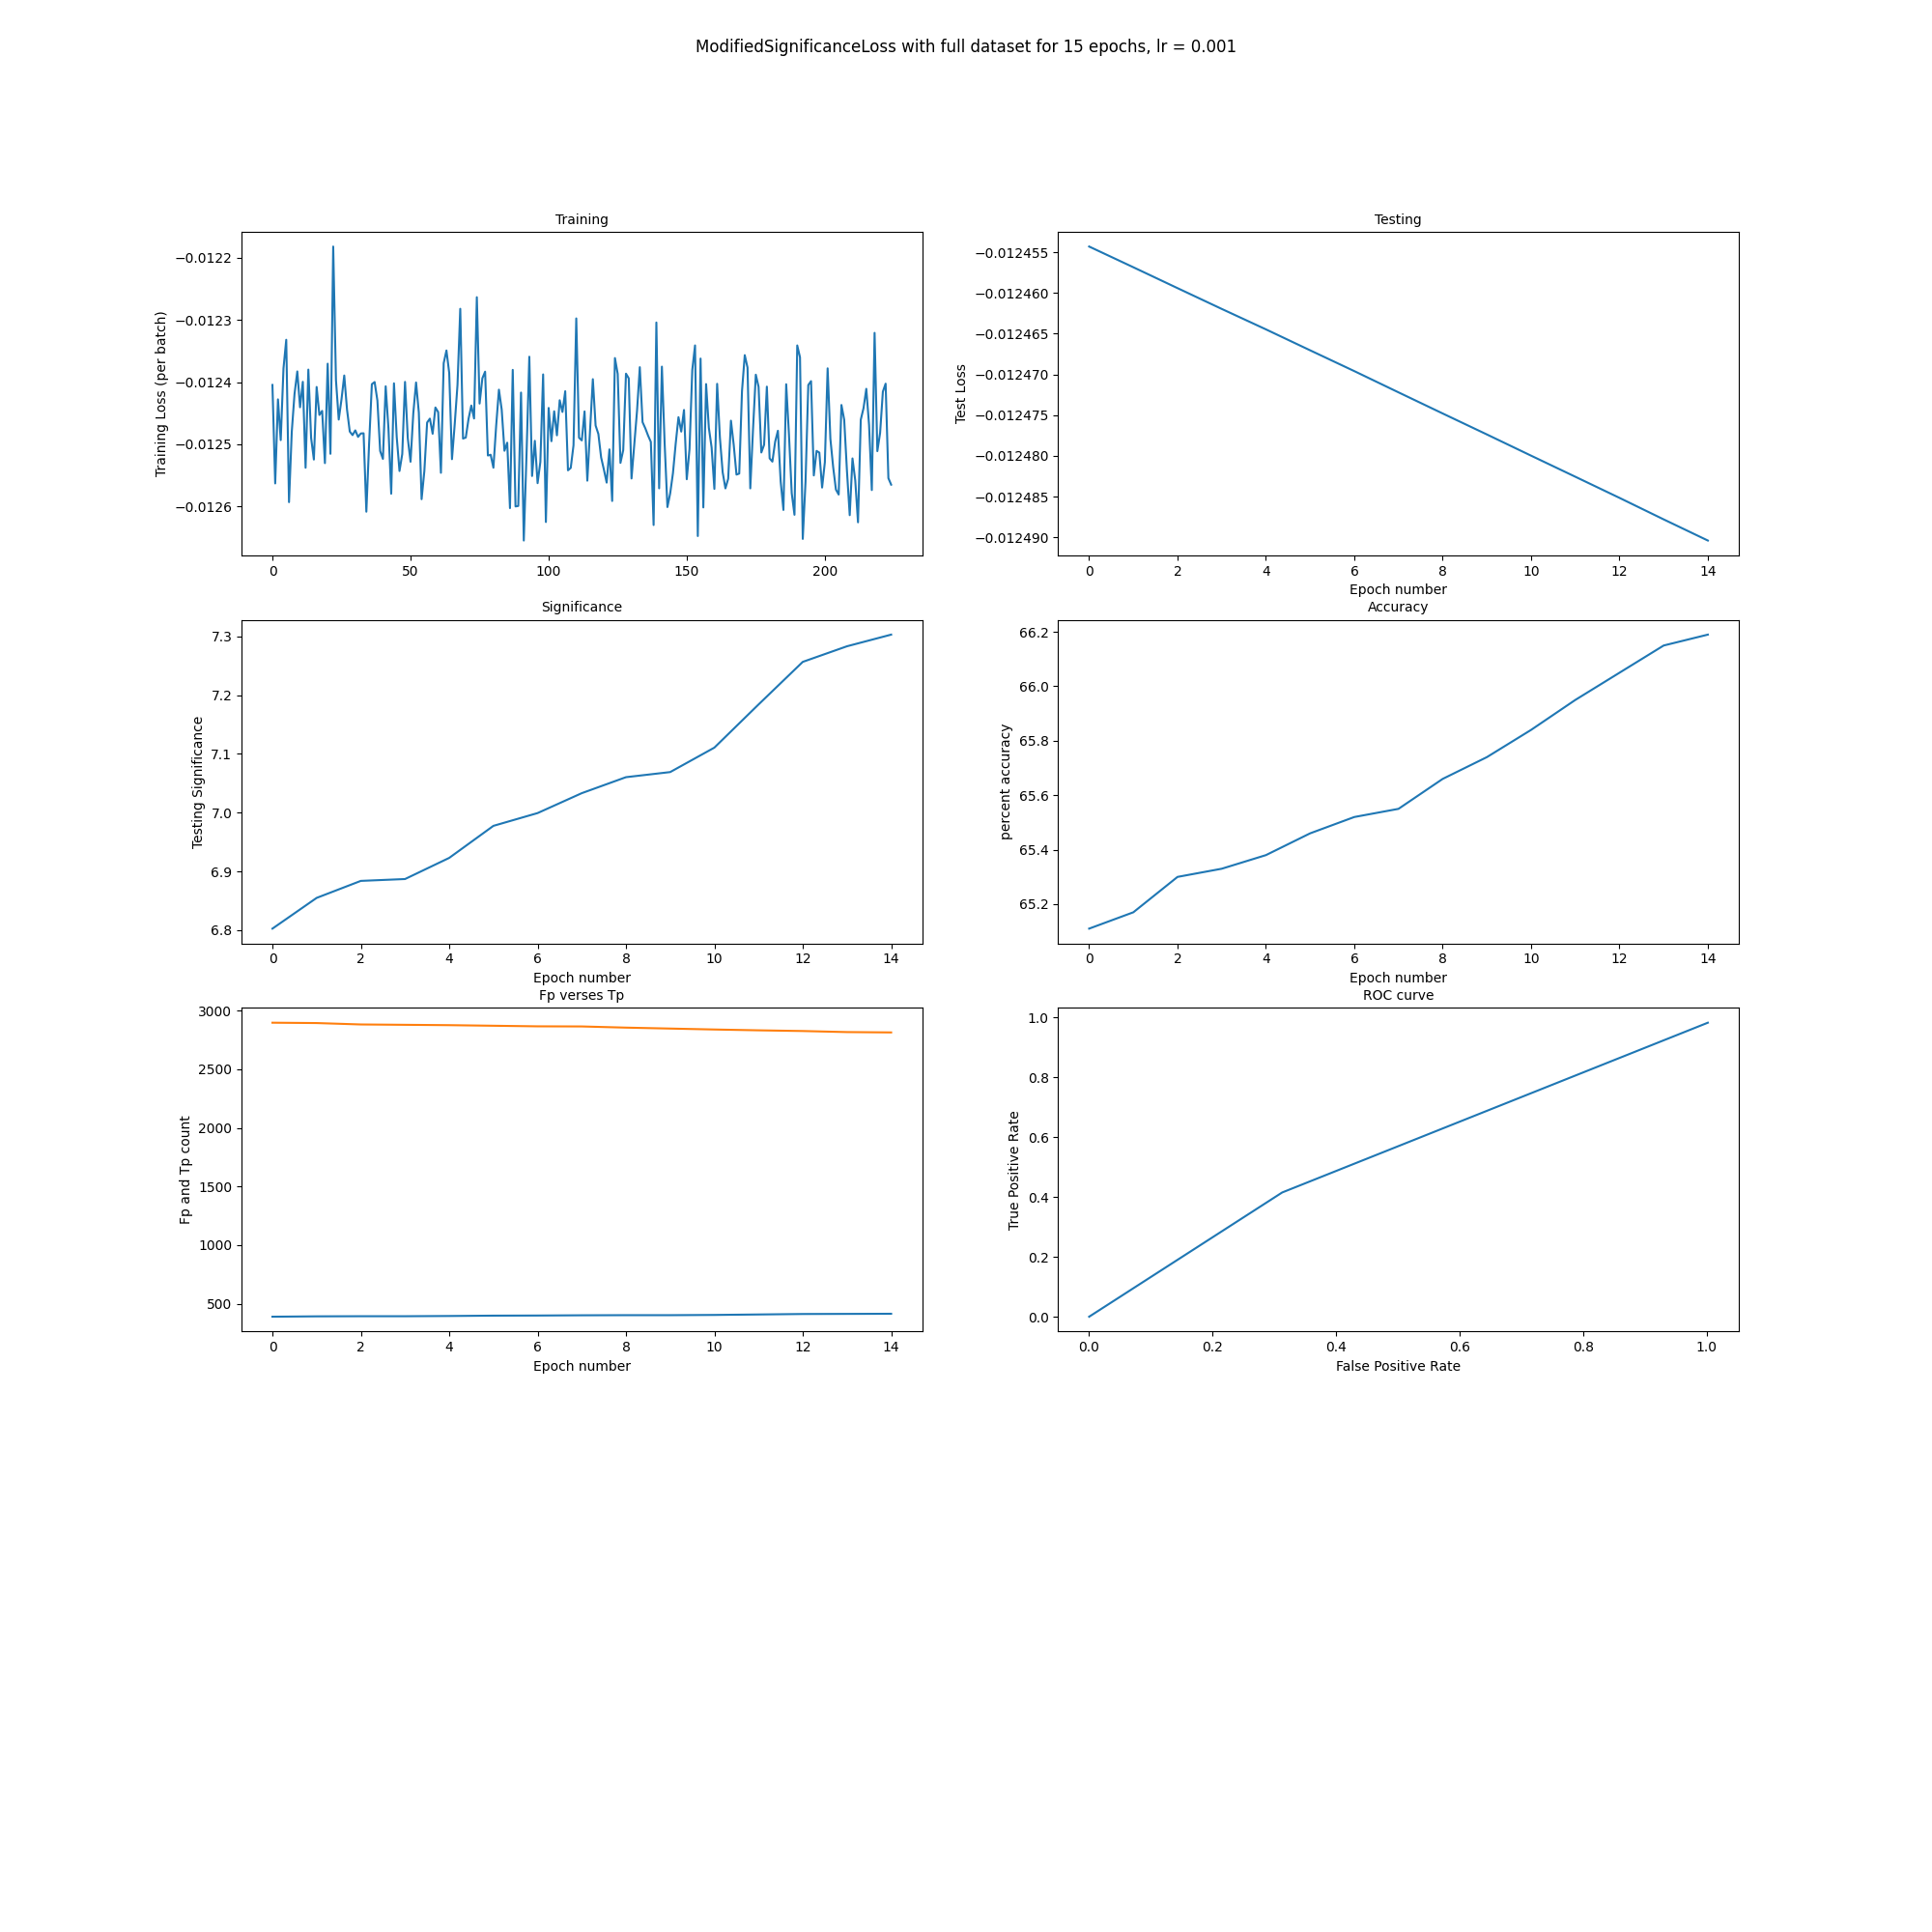 ModifiedSignificanceLoss with full dataset for 15 epochs, lr = 0.001
Training
Training Loss (per batch)
−0.0122
−0.0123
−0.0124
−0.0125
−0.0126
0 50 100 150 200
Testing
Test Loss
−0.012455
−0.012460
−0.012465
−0.012470
−0.012475
−0.012480
−0.012485
−0.012490
0 2 4 6 8 10 12 14
Epoch number
Significance
Testing Significance
7.3
7.2
7.1
7.0
6.9
6.8
0 2 4 6 8 10 12 14
Epoch number
Accuracy
percent accuracy
66.2
66.0
65.8
65.6
65.4
65.2
0 2 4 6 8 10 12 14
Epoch number
Fp verses Tp
Fp and Tp count
3000
2500
2000
1500
1000
500
0 2 4 6 8 10 12 14
Epoch number
ROC curve
True Positive Rate
1.0
0.8
0.6
0.4
0.2
0.0
0.0 0.2 0.4 0.6 0.8 1.0
False Positive Rate